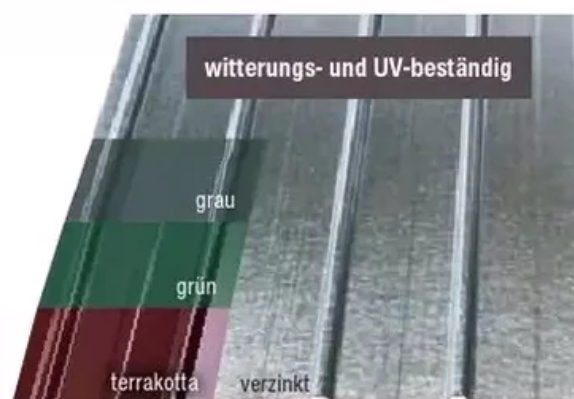 witterungs- und UV-beständig
grau
grün
terrakotta
verzinkt